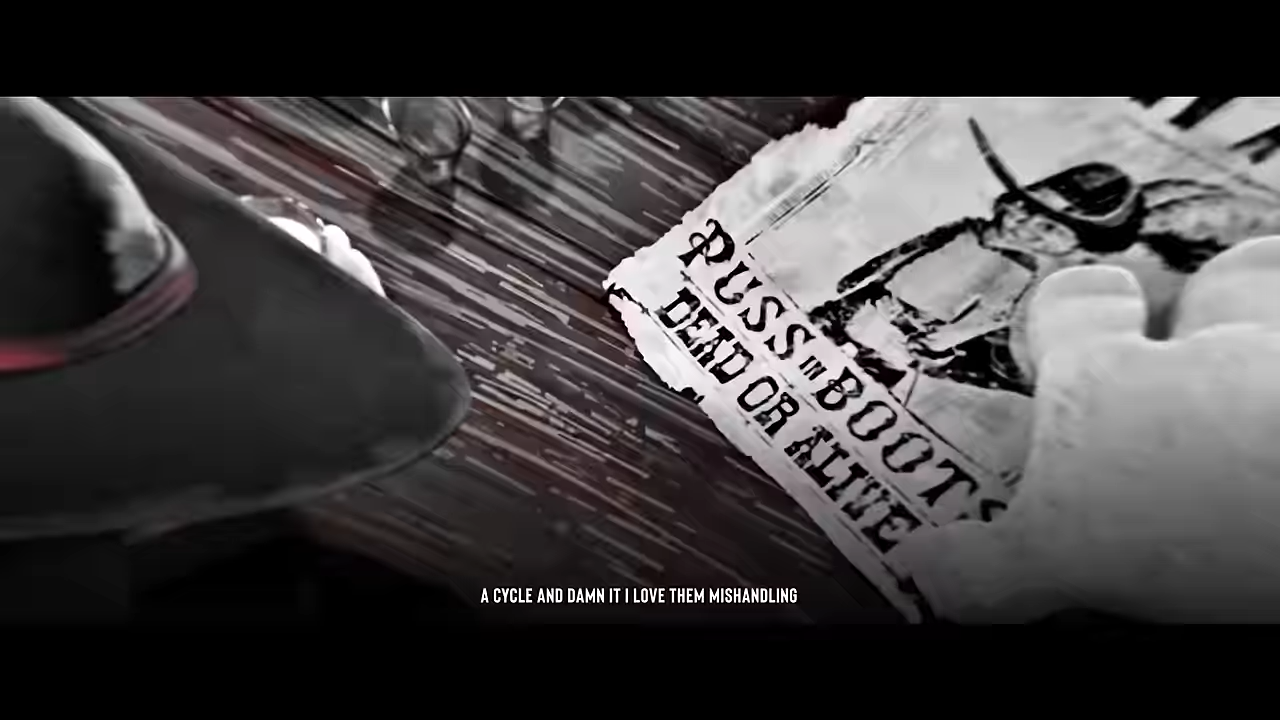 PUSS IN BOOTS
DEAD OR ALIVE
A CYCLE AND DAMN IT I LOVE THEM MISHANDLING